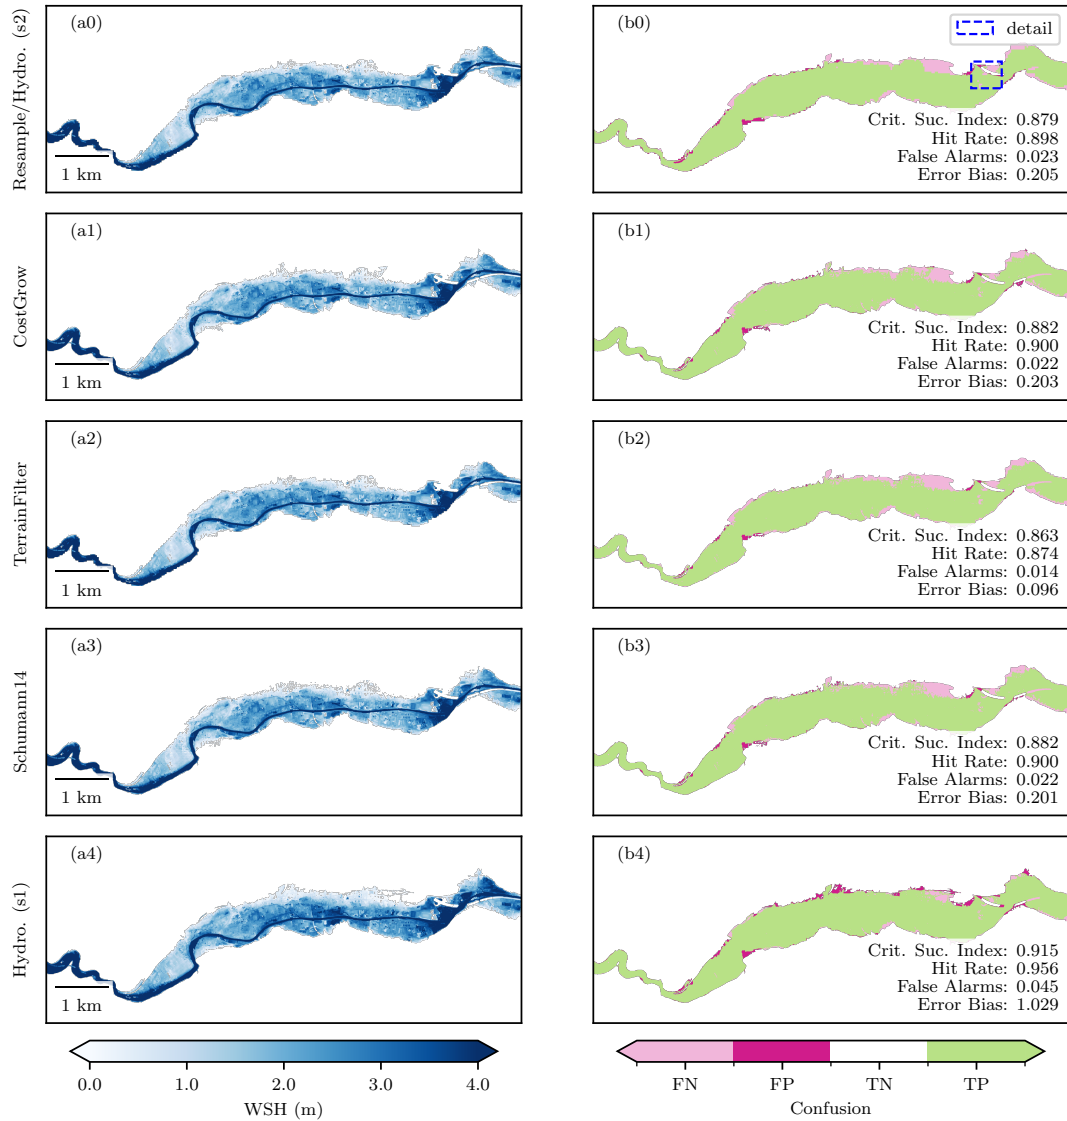 Resample/Hydro. (s2)
(a0)
1 km
(b0)
detail
Crit. Suc. Index: 0.879
Hit Rate: 0.898
False Alarms: 0.023
Error Bias: 0.205
CostGrow
(a1)
1 km
(b1)
Crit. Suc. Index: 0.882
Hit Rate: 0.900
False Alarms: 0.022
Error Bias: 0.203
TerrainFilter
(a2)
1 km
(b2)
Crit. Suc. Index: 0.863
Hit Rate: 0.874
False Alarms: 0.014
Error Bias: 0.096
Schumann14
(a3)
1 km
(b3)
Crit. Suc. Index: 0.882
Hit Rate: 0.900
False Alarms: 0.022
Error Bias: 0.201
Hydro. (s1)
(a4)
1 km
(b4)
Crit. Suc. Index: 0.915
Hit Rate: 0.956
False Alarms: 0.045
Error Bias: 1.029
0.0 1.0 2.0 3.0 4.0
WSH (m)
FN FP TN TP
Confusion